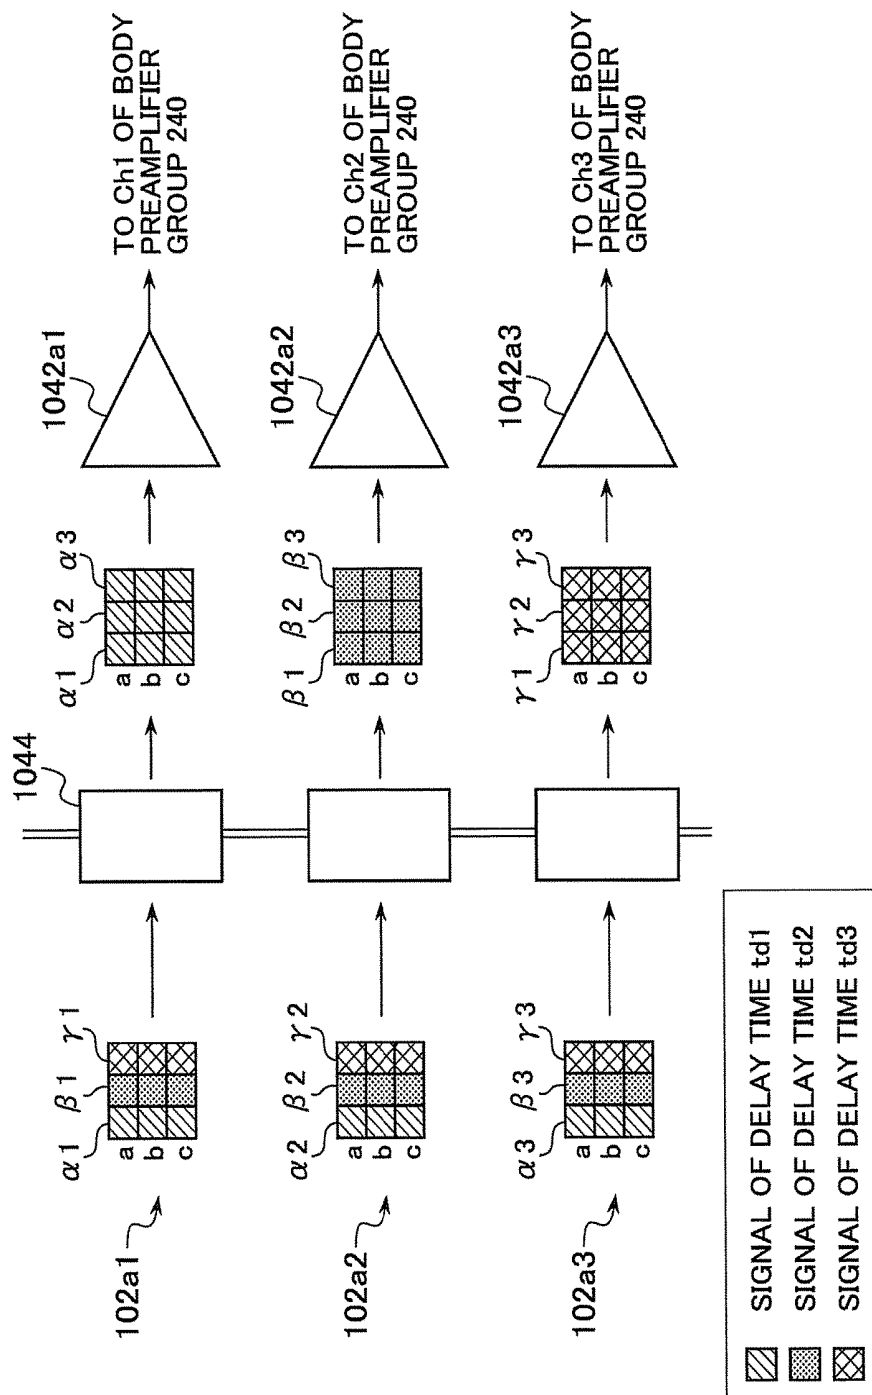 1044
1042a1
α1 β1 γ1
α1 α2 α3
102a1
a
b
c
a
b
c
TO Ch1 OF BODY
PREAMPLIFIER
GROUP 240
1042a2
α2 β2 γ2
β1 β2 β3
102a2
a
b
c
a
b
c
TO Ch2 OF BODY
PREAMPLIFIER
GROUP 240
1042a3
α3 β3 γ3
γ1 γ2 γ3
102a3
a
b
c
a
b
c
TO Ch3 OF BODY
PREAMPLIFIER
GROUP 240
SIGNAL OF DELAY TIME td1
SIGNAL OF DELAY TIME td2
SIGNAL OF DELAY TIME td3